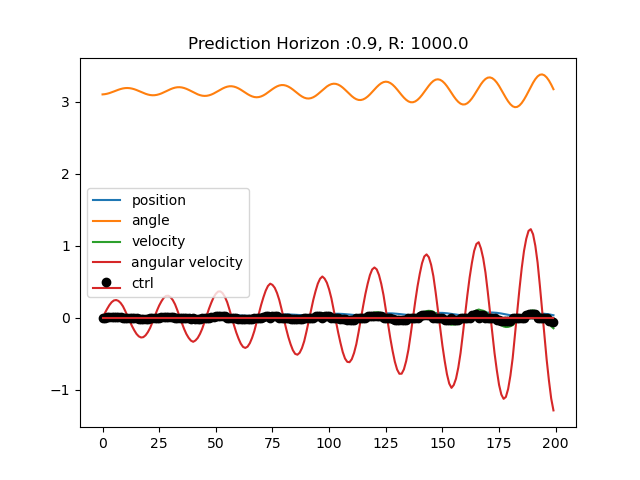 Prediction Horizon :0.9, R: 1000.0
3
2
1
0
−1
position
angle
velocity
angular velocity
ctrl
0 25 50 75 100 125 150 175 200